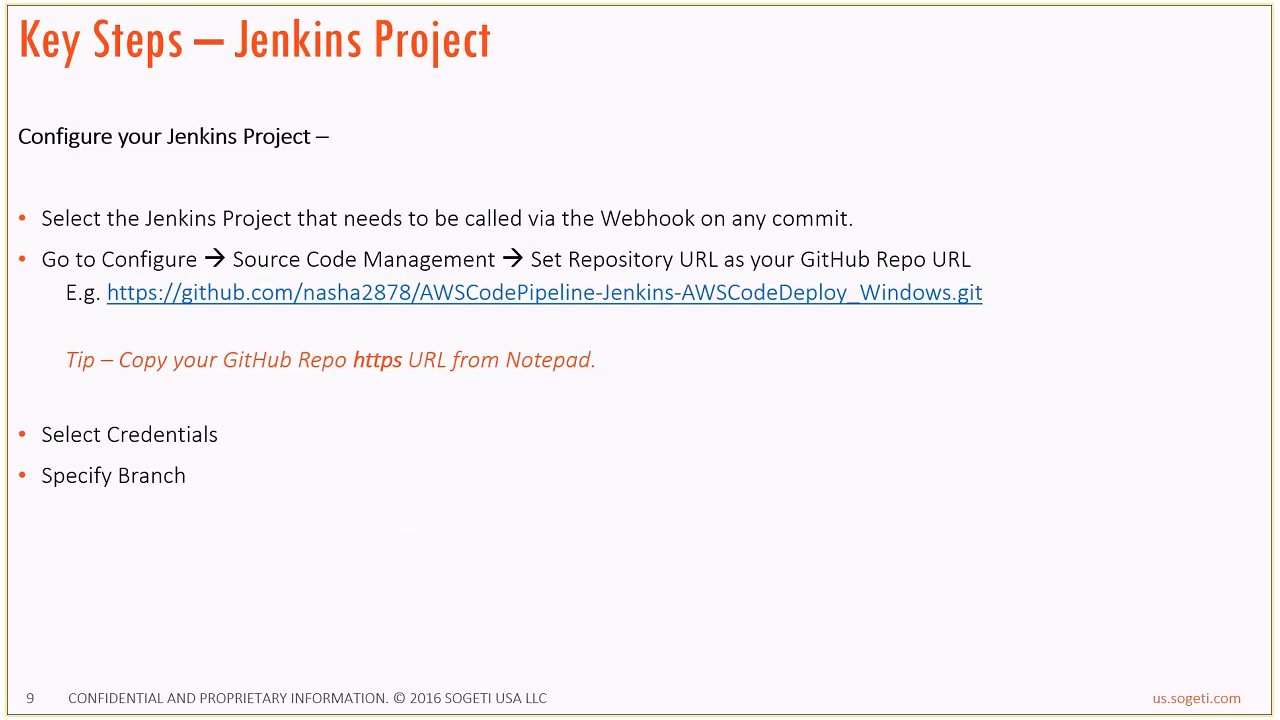 Key Steps – Jenkins Project
Configure your Jenkins Project –
• Select the Jenkins Project that needs to be called via the Webhook on any commit.
• Go to Configure → Source Code Management → Set Repository URL as your GitHub Repo URL
E.g. https://github.com/nasha2878/AWSCodePipeline-Jenkins-AWSCodeDeploy_Windows.git
Tip – Copy your GitHub Repo https URL from Notepad.
• Select Credentials
• Specify Branch
9 CONFIDENTIAL AND PROPRIETARY INFORMATION. © 2016 SOGETI USA LLC us.sogeti.com